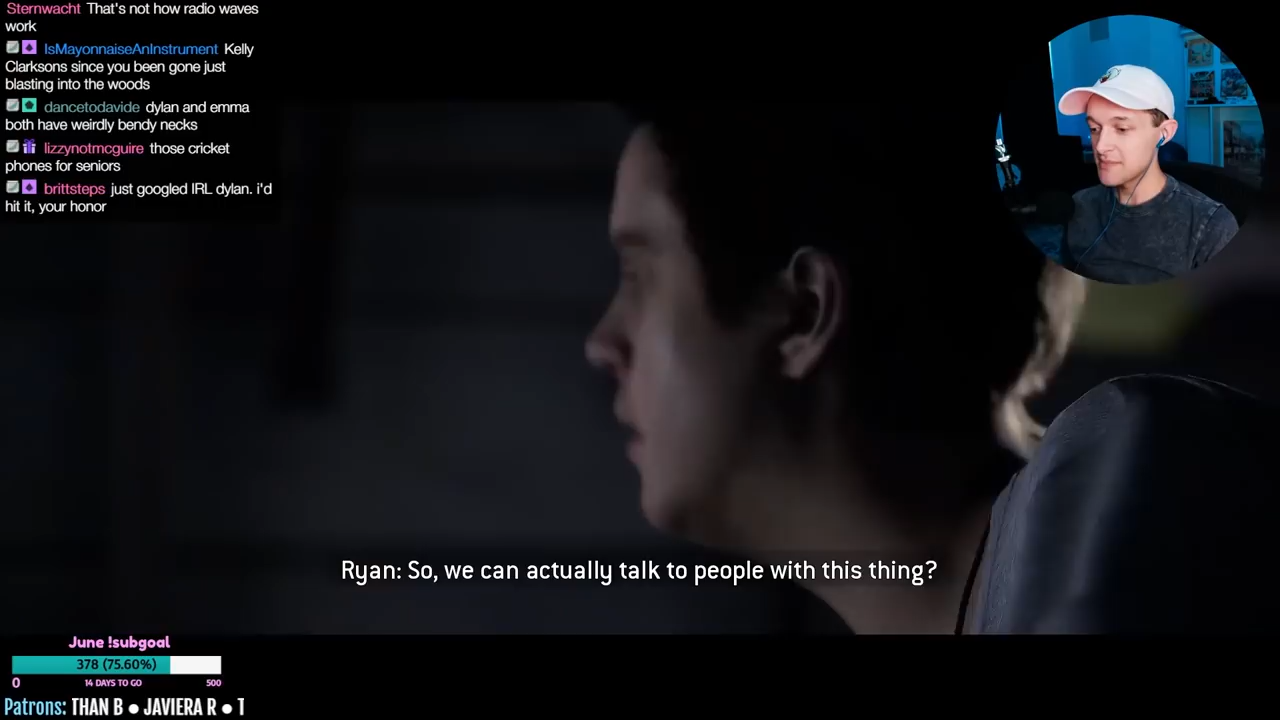 Sternwacht That's not how radio waves
work
IsMayonnaiseAnInstrument Kelly
Clarksons since you been gone just
blasting into the woods
dancetodavide dylan and emma
both have weirdly bendy necks
lizzynotmcguire those cricket
phones for seniors
brittsteps just googled IRL dylan. i'd
hit it, your honor
Ryan: So, we can actually talk to people with this thing?
June !subgoal
378 (75.60%)
0 14 DAYS TO GO 500
Patrons: THAN B ● JAVIERA R ● T